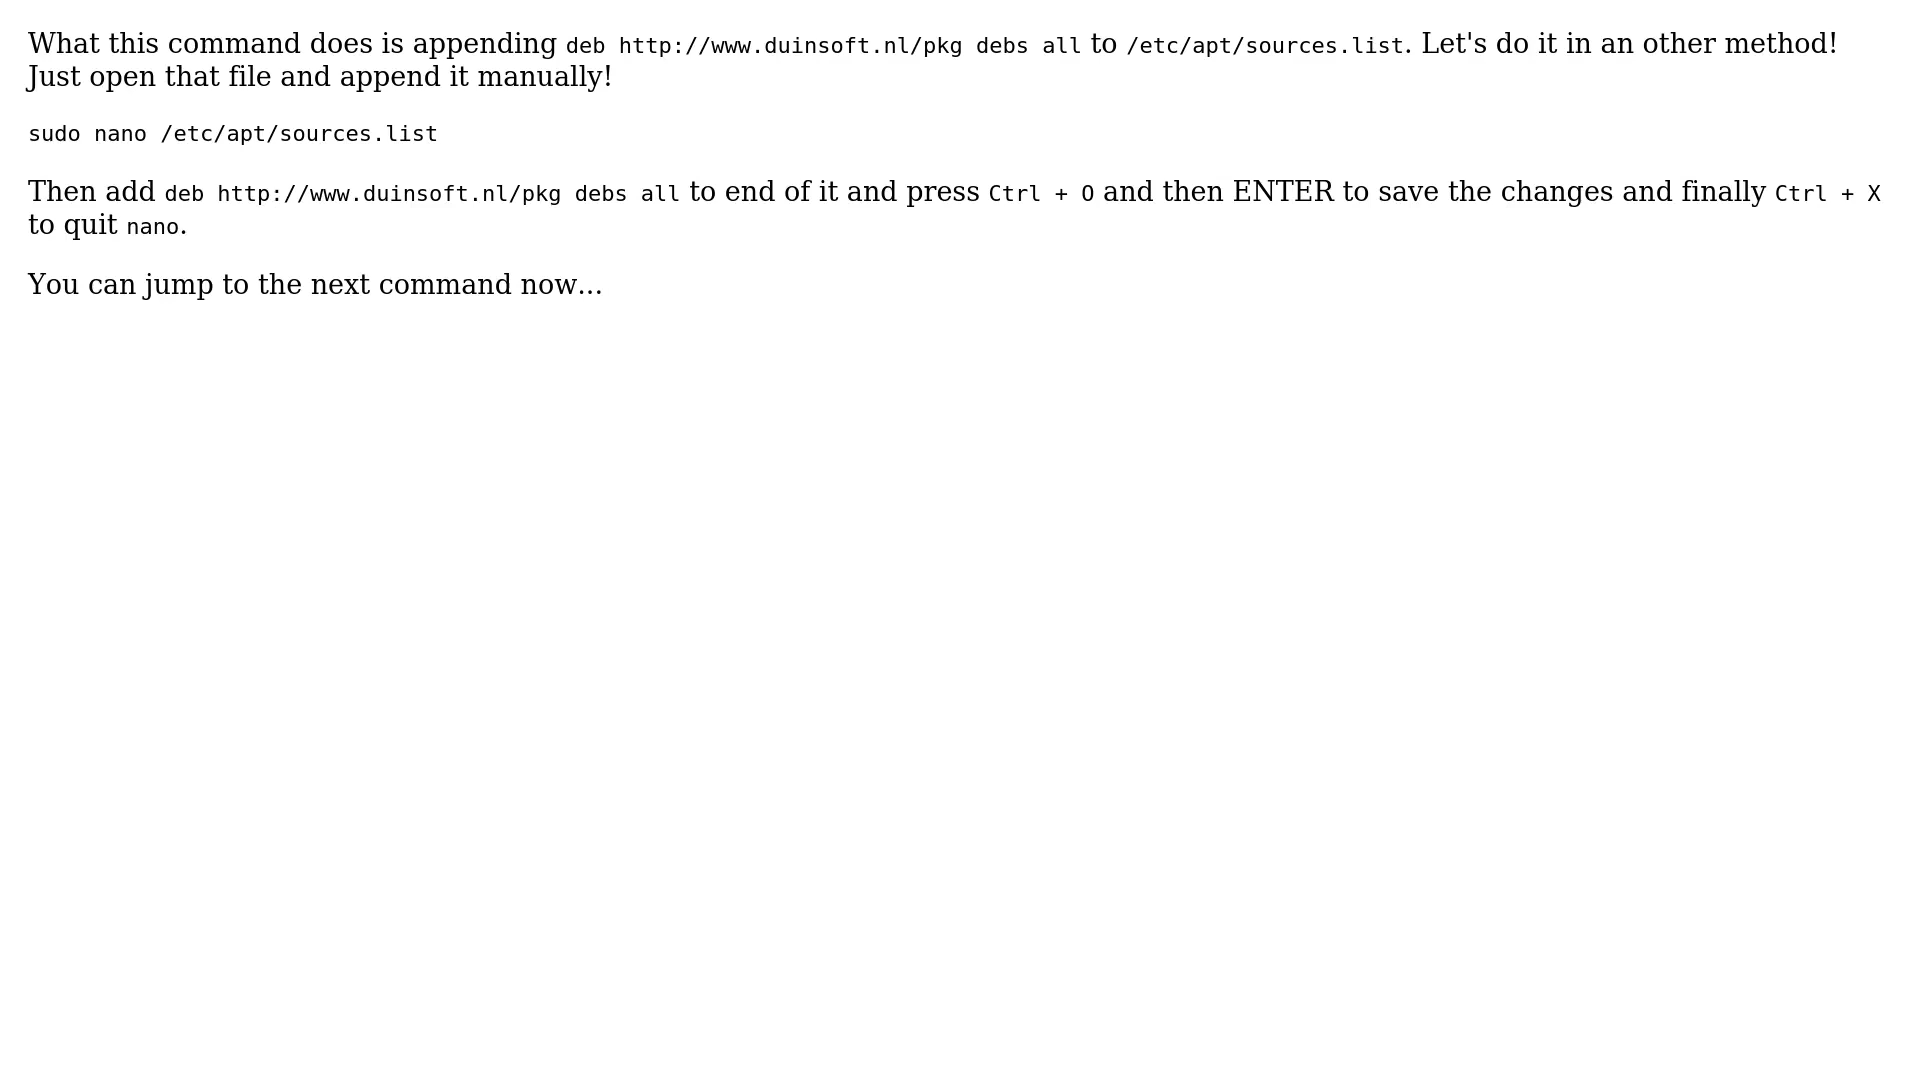 What this command does is appending deb http://www.duinsoft.nl/pkg debs all to /etc/apt/sources.list. Let's do it in an other method!
Just open that file and append it manually!
sudo nano /etc/apt/sources.list
Then add deb http://www.duinsoft.nl/pkg debs all to end of it and press Ctrl + O and then ENTER to save the changes and finally Ctrl + X
to quit nano.
You can jump to the next command now...